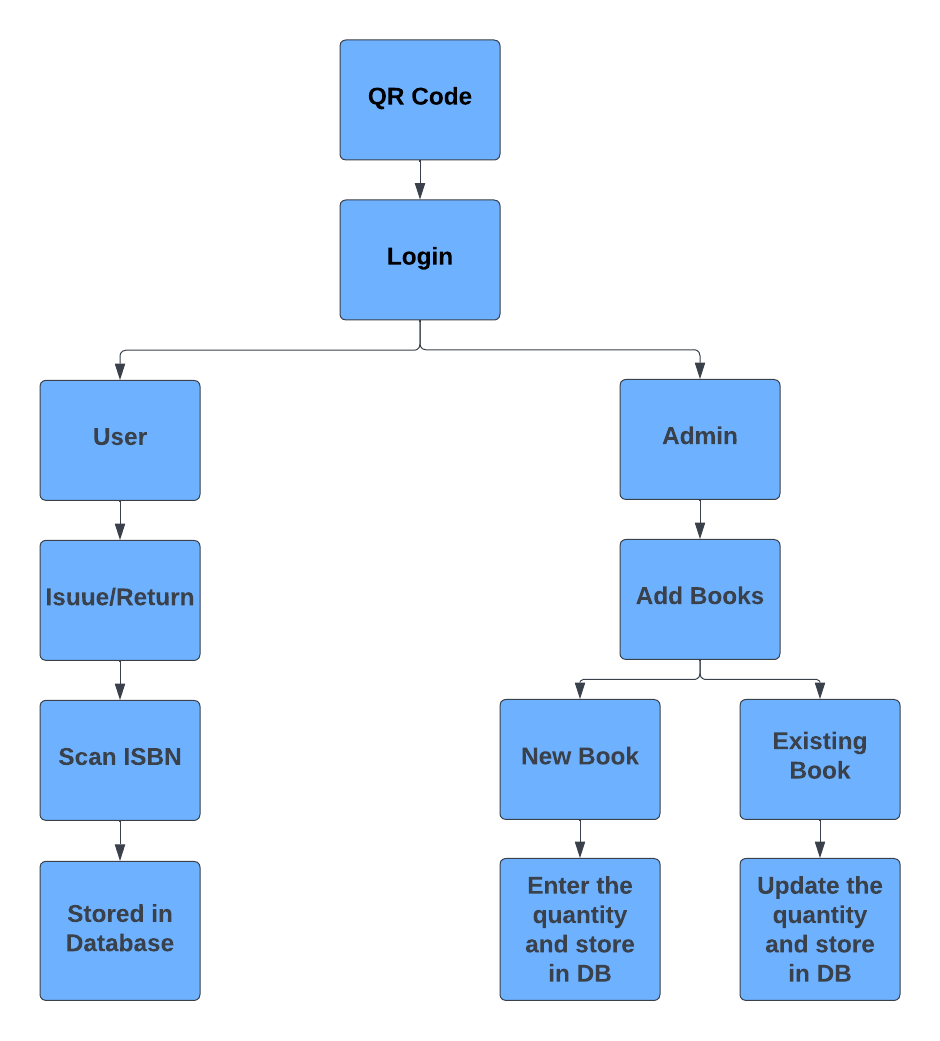 QR Code
Login
User
Admin
Isuue/Return
Add Books
Scan ISBN
New Book
Existing
Book
Stored in
Database
Enter the
quantity
and store
in DB
Update the
quantity
and store
in DB